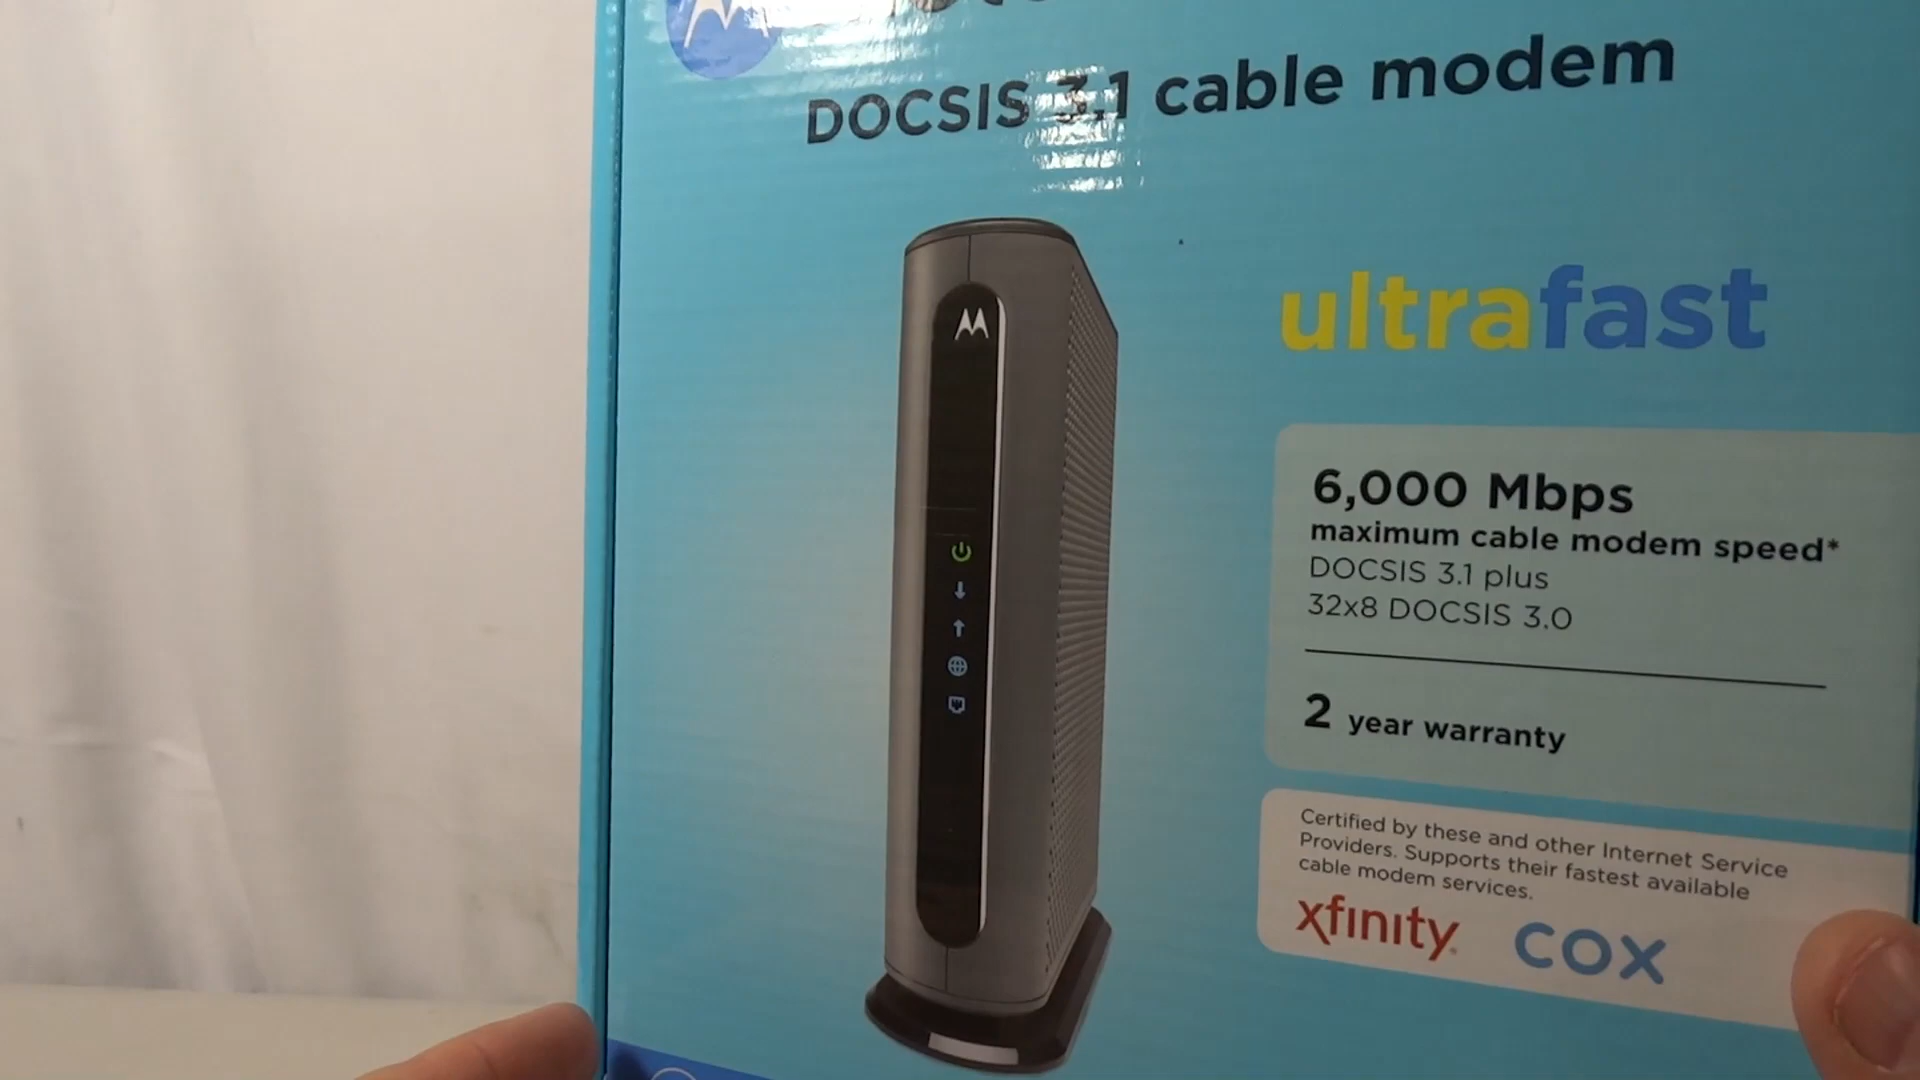 DOCSIS 3.1 cable modem
ultrafast
6,000 Mbps
maximum cable modem speed*
DOCSIS 3.1 plus
32x8 DOCSIS 3.0
2 year warranty
Certified by these and other Internet Service
Providers. Supports their fastest available
cable modem services.
xfinity COX